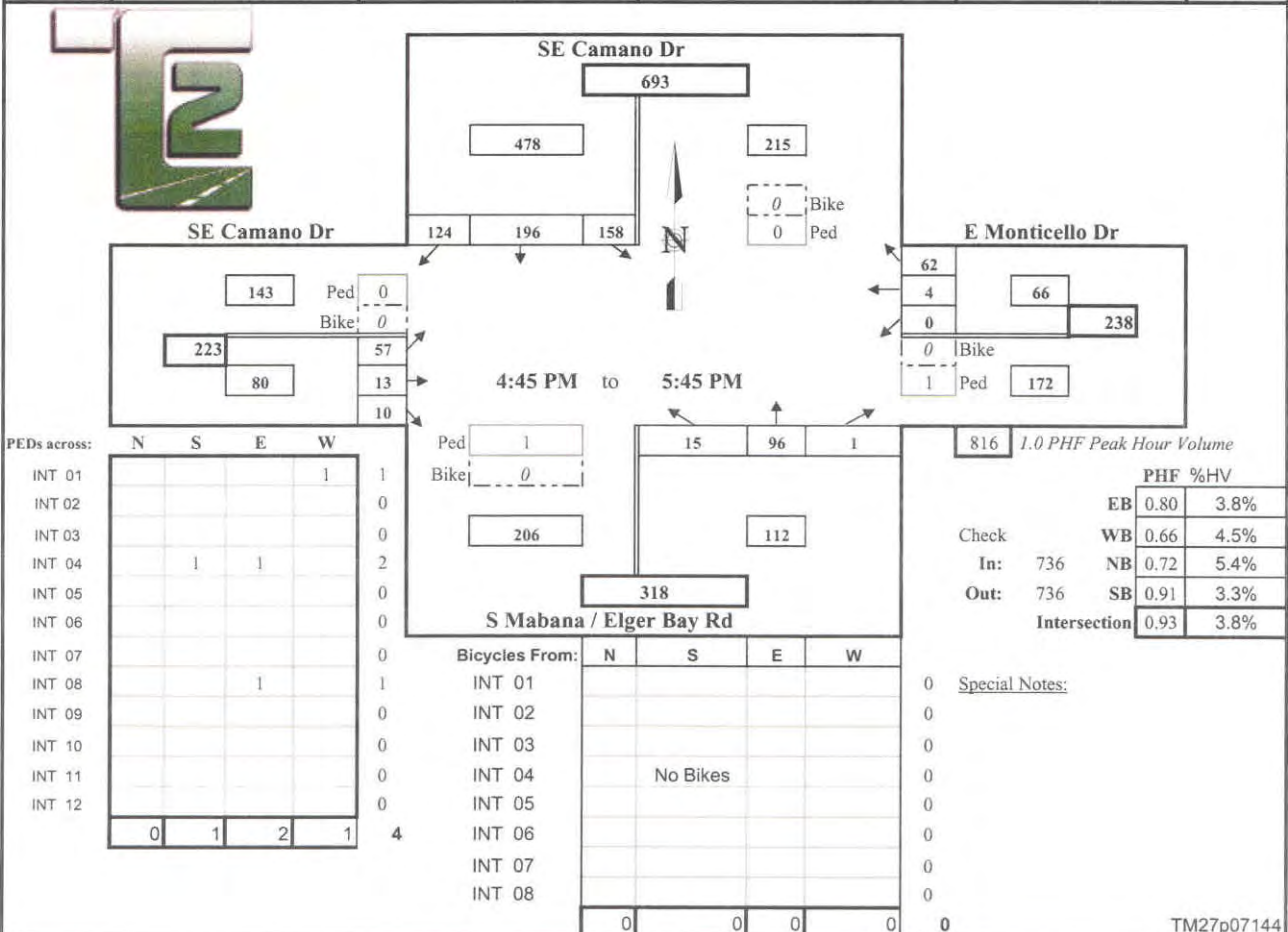 T2
SE Camano Dr
693
478 215
0 Bike
0 Ped
SE Camano Dr
124 196 158
N
E Monticello Dr
143 Ped 0
Bike 0
223 57
80 13
10
62
4 66
0 238
0 Bike
1 Ped 172
4:45 PM to 5:45 PM
Ped 1
Bike 0
15 96 1
206 112
318
S Mabana / Elger Bay Rd
816 1.0 PHF Peak Hour Volume
PHF %HV
EB 0.80 3.8%
Check WB 0.66 4.5%
In: 736 NB 0.72 5.4%
Out: 736 SB 0.91 3.3%
Intersection 0.93 3.8%
PEDs across: N S E W
INT 01 1 1
INT 02 0
INT 03 0
INT 04 1 1 2
INT 05 0
INT 06 0
INT 07 0
INT 08 1 1
INT 09 0
INT 10 0
INT 11 0
INT 12 0
0 1 2 1 4
Bicycles From: N S E W
INT 01 0
INT 02 0
INT 03 0
INT 04 No Bikes 0
INT 05 0
INT 06 0
INT 07 0
INT 08 0
0 0 0 0 0
Special Notes:
TM27p07144